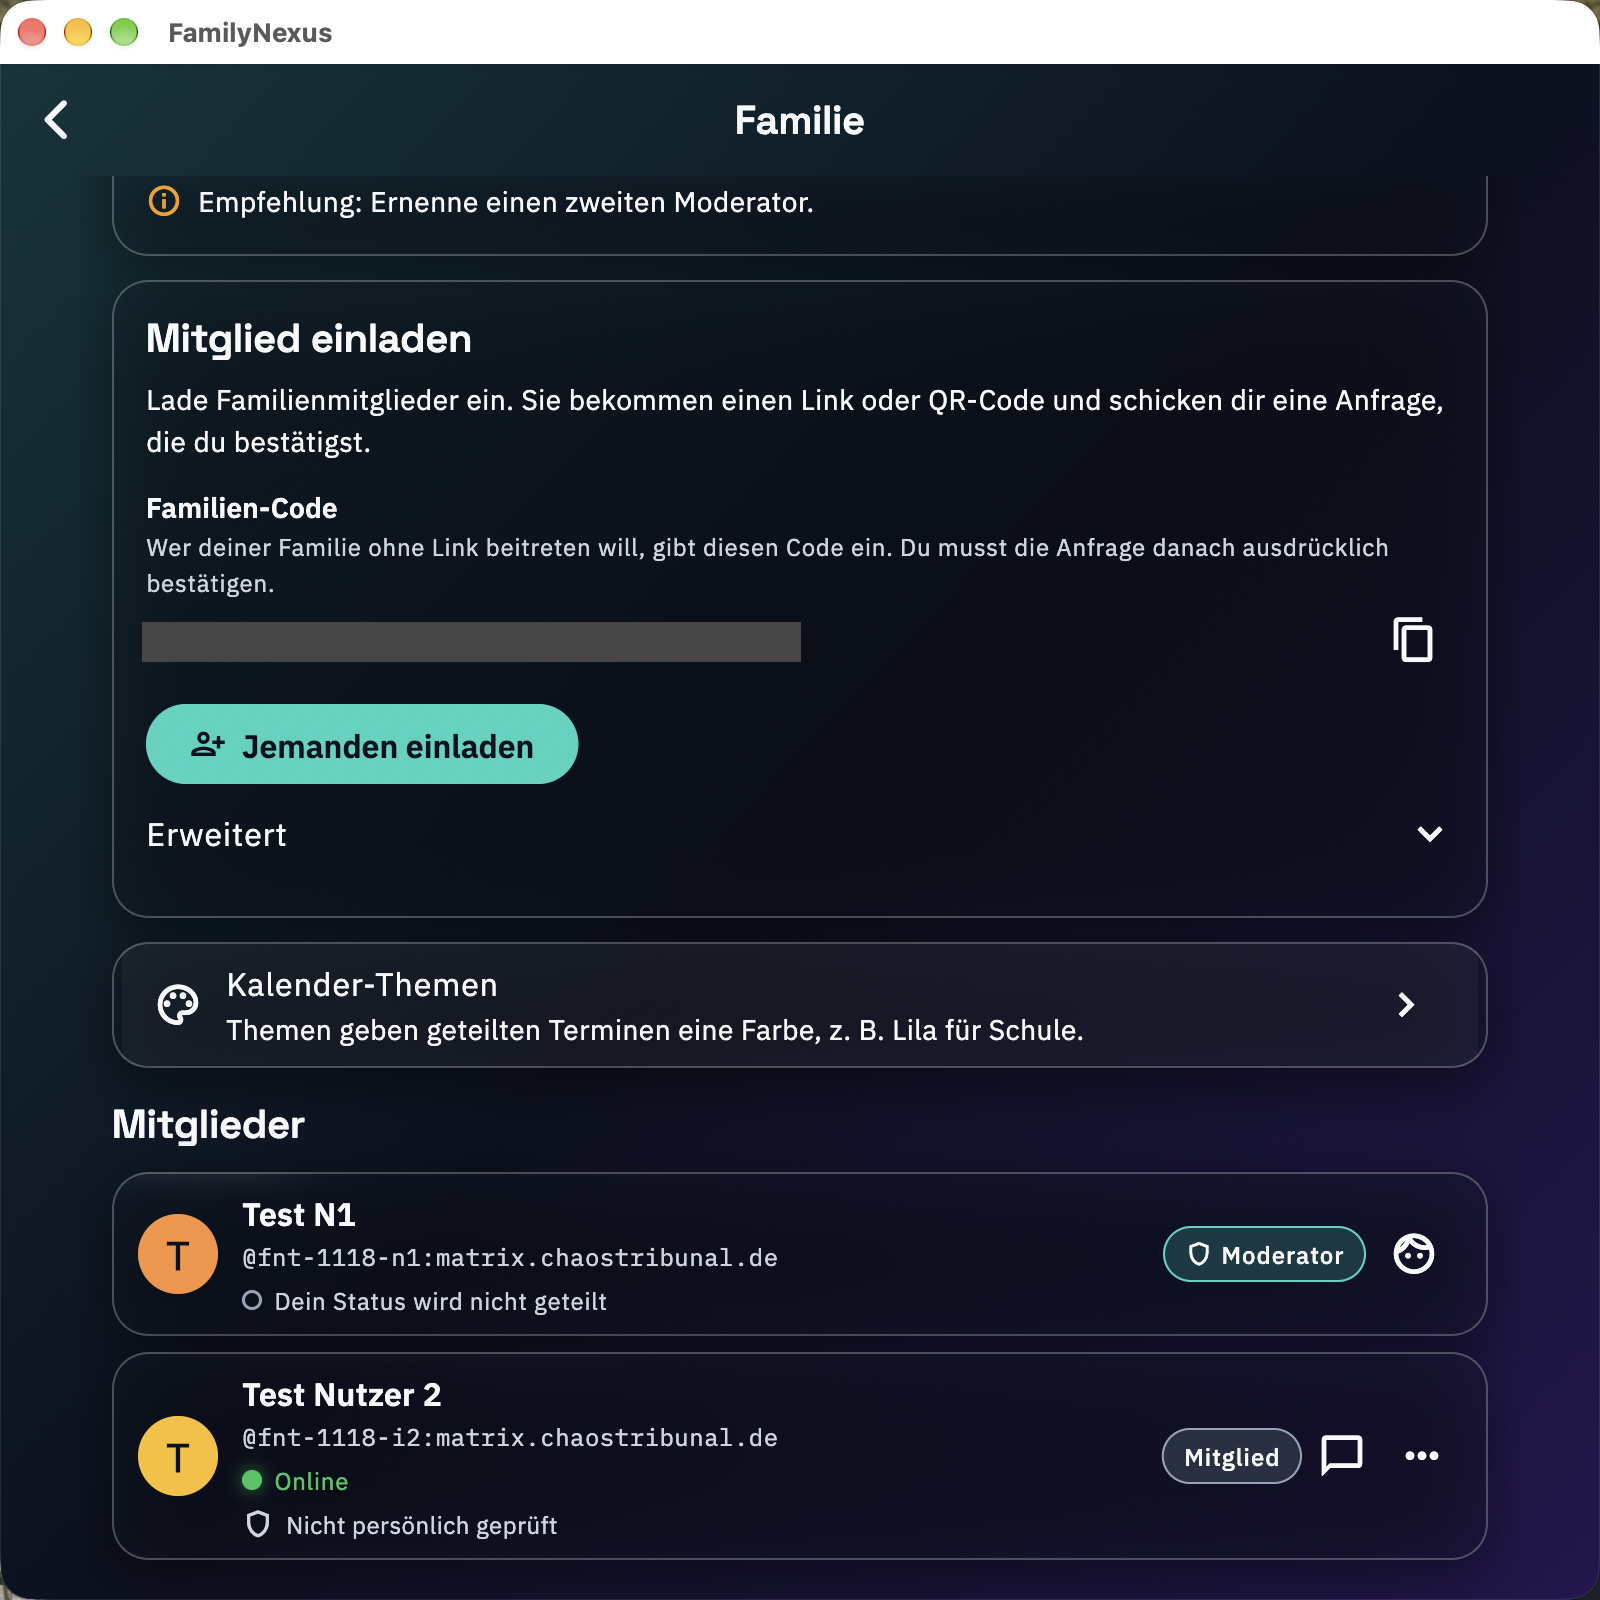 FamilyNexus
Familie
Empfehlung: Ernenne einen zweiten Moderator.
Mitglied einladen
Lade Familienmitglieder ein. Sie bekommen einen Link oder QR-Code und schicken dir eine Anfrage,
die du bestätigst.
Familien-Code
Wer deiner Familie ohne Link beitreten will, gibt diesen Code ein. Du musst die Anfrage danach ausdrücklich
bestätigen.
Jemanden einladen
Erweitert
Kalender-Themen
Themen geben geteilten Terminen eine Farbe, z. B. Lila für Schule.
Mitglieder
T
Test N1
@fnt-1118-n1:matrix.chaostribunal.de
Dein Status wird nicht geteilt
Moderator
T
Test Nutzer 2
@fnt-1118-i2:matrix.chaostribunal.de
Online
Nicht persönlich geprüft
Mitglied